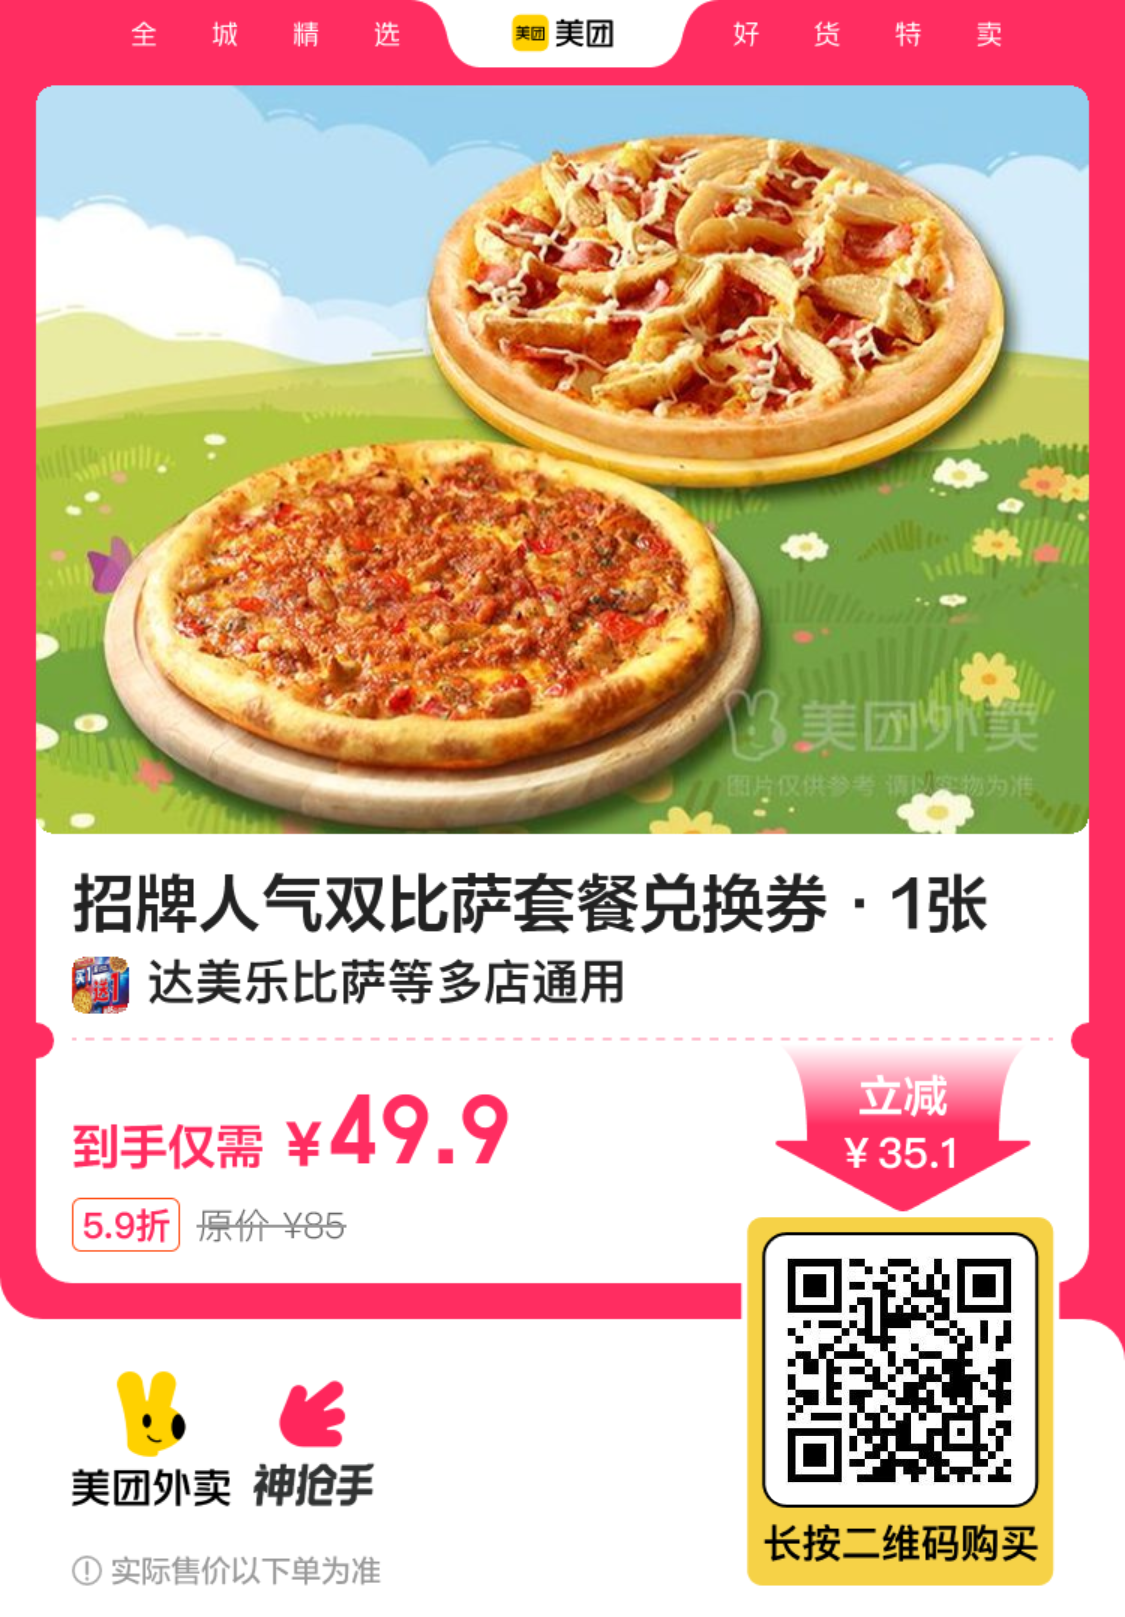 全城精选
美团 美团
好货特卖
美团外卖
图片仅供参考 请以实物为准
招牌人气双比萨套餐兑换券·1张
买1送1
达美乐比萨等多店通用
到手仅需 ¥49.9
立减
¥35.1
5.9折 原价 ¥85
美团外卖 神抢手
长按二维码购买
! 实际售价以下单为准